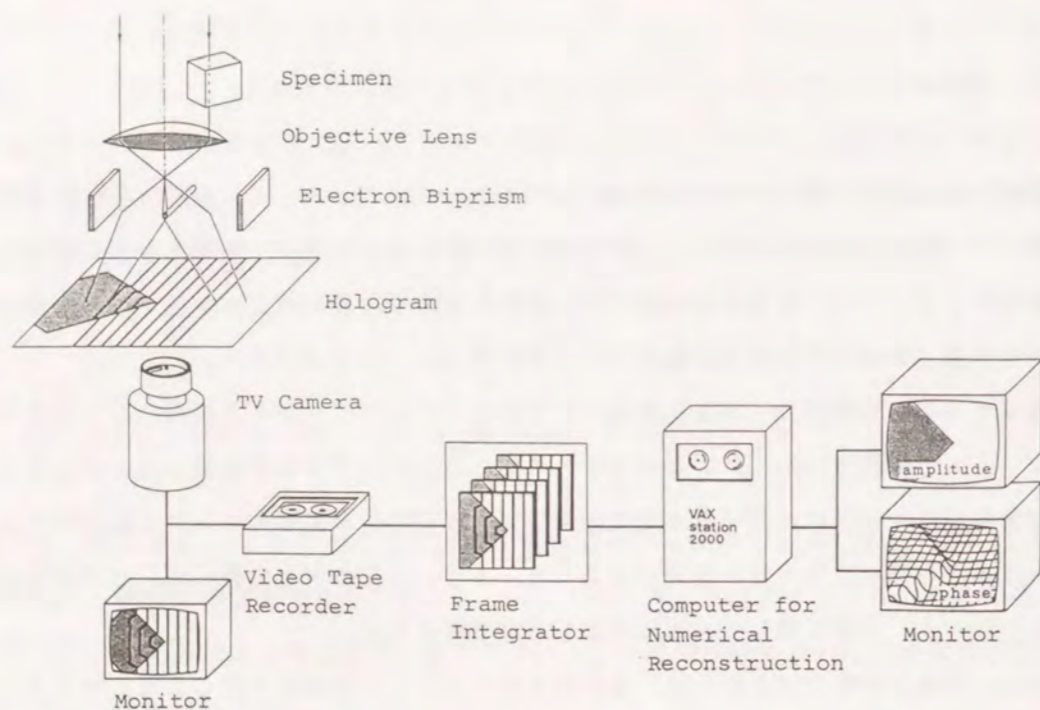 Specimen
Objective Lens
Electron Biprism
Hologram
TV Camera
amplitude
VAX
station
2000
phase
Video Tape
Recorder
Frame
Integrator
Computer for
Numerical
Reconstruction
Monitor
Monitor